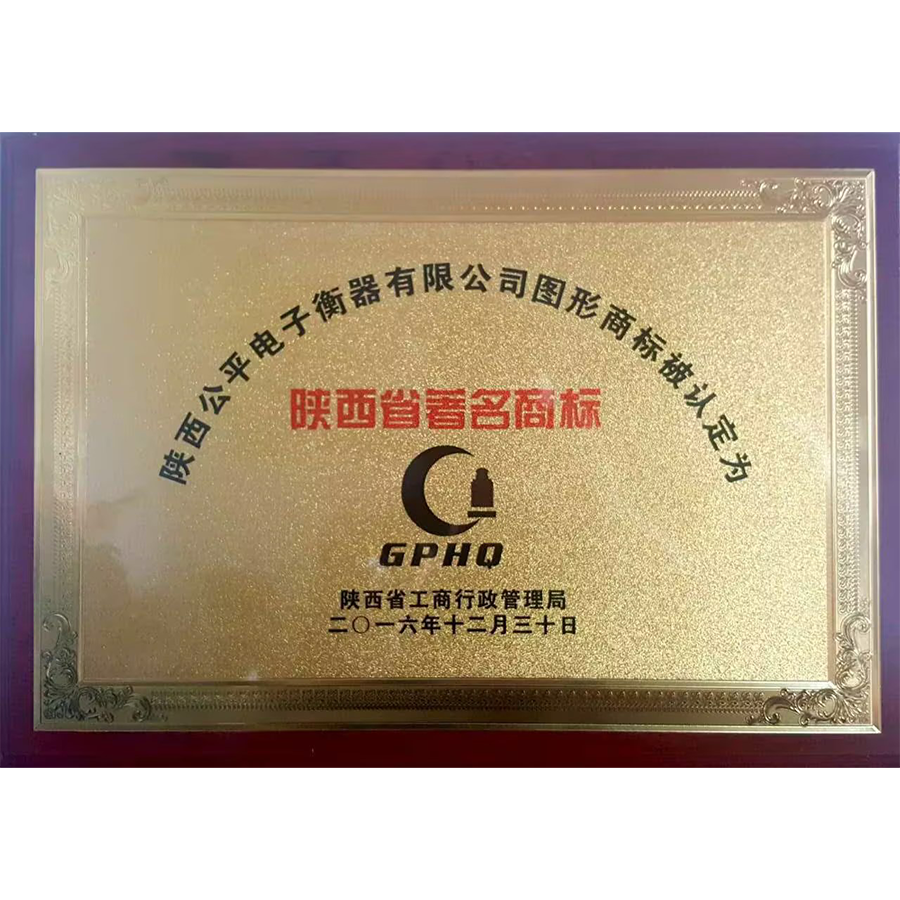 陕西公平电子衡器有限公司图形商标被认定为
陕西省著名商标
GPHQ
陕西省工商行政管理局
二〇一六年十二月三十日